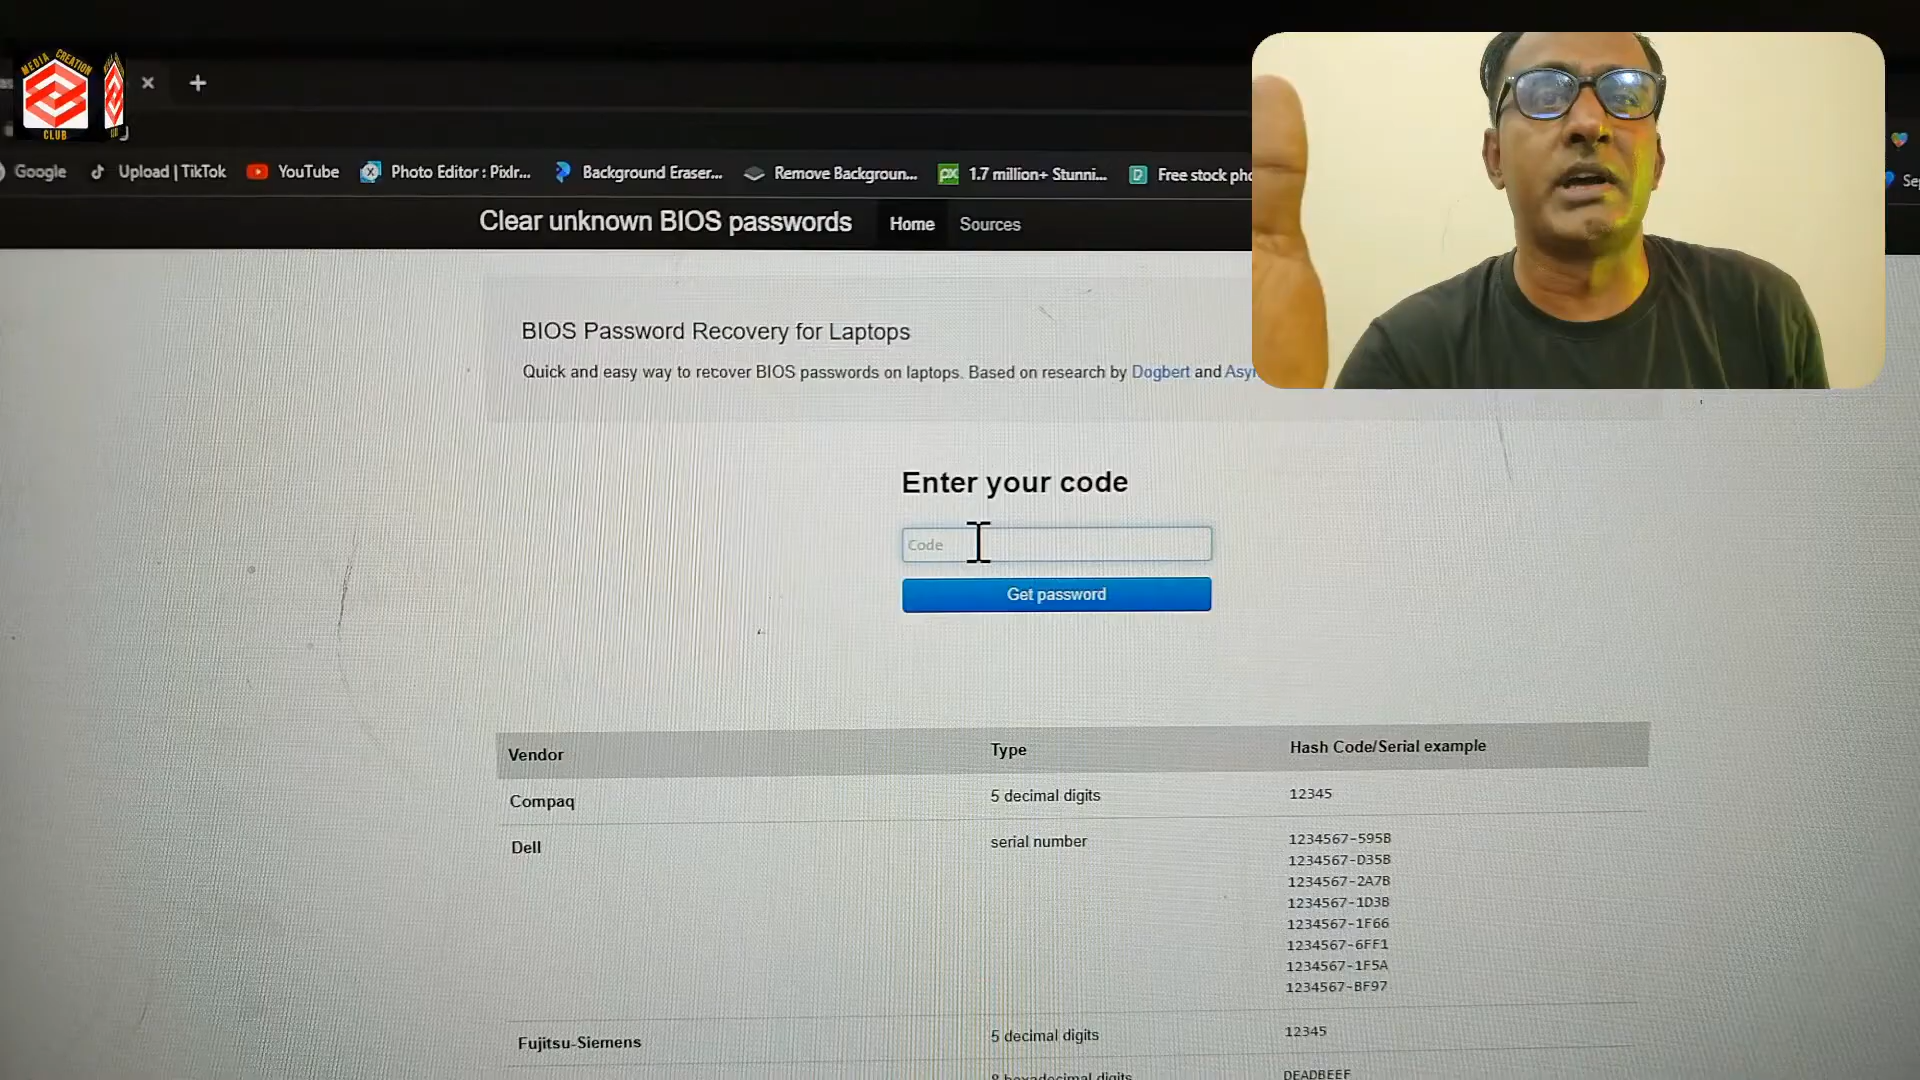 MEDIA CREATION
CLUB
Google
Upload | TikTok
YouTube
Photo Editor : Pixlr...
Background Eraser...
Remove Backgroun...
1.7 million+ Stunni...
Free stock pho
Clear unknown BIOS passwords
Home
Sources
BIOS Password Recovery for Laptops
Quick and easy way to recover BIOS passwords on laptops. Based on research by Dogbert and Asy
Enter your code
Code
Get password
Vendor Type Hash Code/Serial example
Compaq 5 decimal digits 12345
Dell serial number 1234567-595B
1234567-D35B
1234567-2A7B
1234567-1D3B
1234567-1F66
1234567-6FF1
1234567-1F5A
1234567-BF97
Fujitsu-Siemens 5 decimal digits 12345
8 hexadecimal digits DEADBEEF